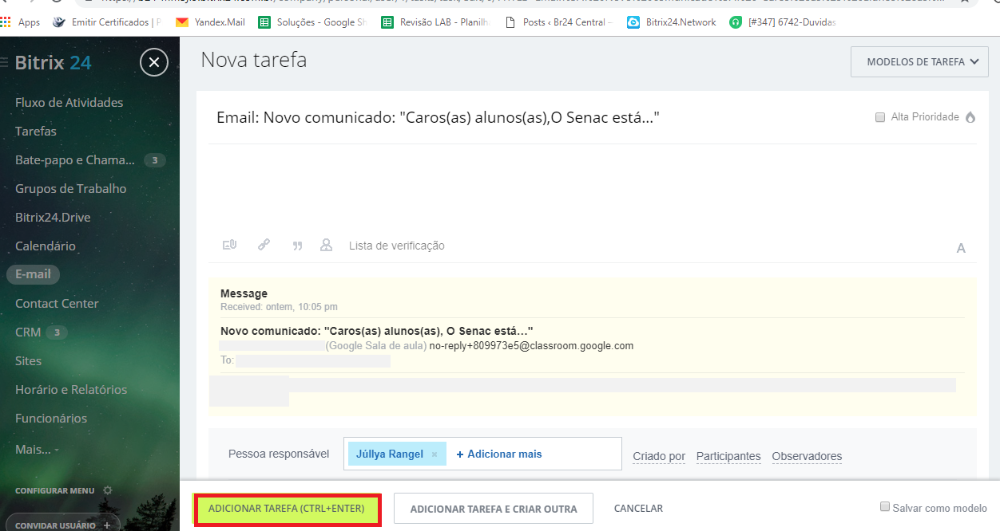 Apps Emitir Certificados | Yandex.Mail Soluções - Google Sh Revisão LAB - Planilh Posts ‹ Br24 Central – Bitrix24.Network [#347] 6742-Duvidas
Bitrix 24
Fluxo de Atividades
Tarefas
Bate-papo e Chama... 3
Grupos de Trabalho
Bitrix24.Drive
Calendário
E-mail
Contact Center
CRM 3
Sites
Horário e Relatórios
Funcionários
Mais...
CONFIGURAR MENU
CONVIDAR USUÁRIO +
Nova tarefa
MODELOS DE TAREFA
Email: Novo comunicado: "Caros(as) alunos(as),O Senac está..."
Alta Prioridade
Lista de verificação
A
Message
Received: ontem, 10:05 pm
Novo comunicado: "Caros(as) alunos(as), O Senac está…"
(Google Sala de aula) no-reply+809973e5@classroom.google.com
To:
Pessoa responsável Júllya Rangel × + Adicionar mais Criado por Participantes Observadores
ADICIONAR TAREFA (CTRL+ENTER) ADICIONAR TAREFA E CRIAR OUTRA CANCELAR Salvar como modelo